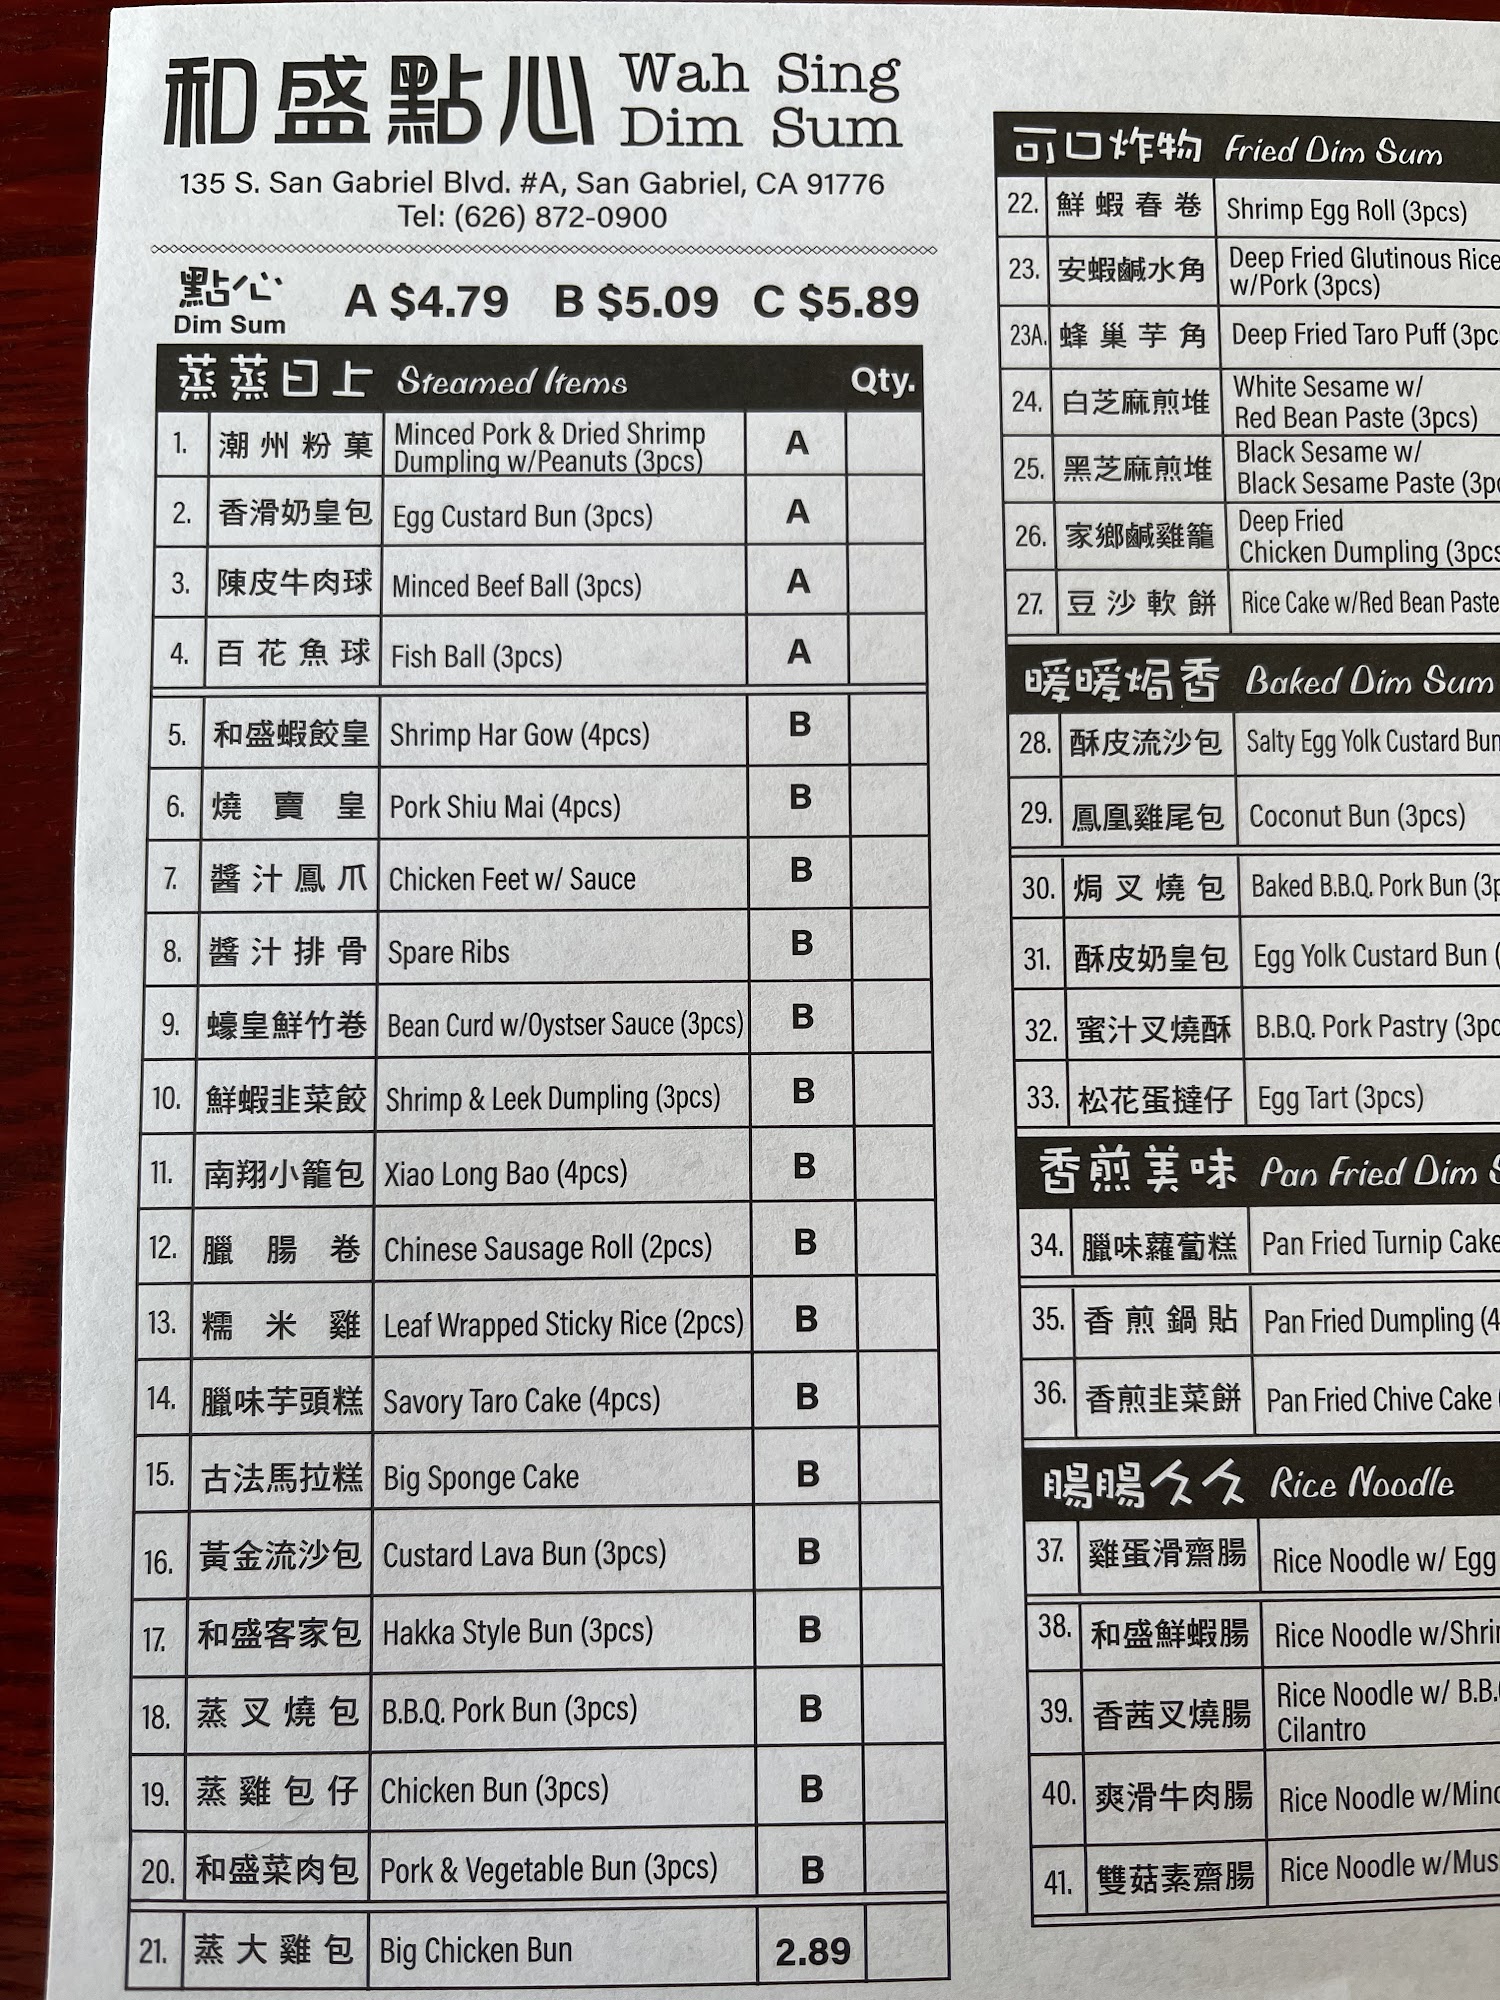 和盛點心 Wah Sing
Dim Sum
135 S. San Gabriel Blvd. #A, San Gabriel, CA 91776
Tel: (626) 872-0900
點心
Dim Sum
A $4.79 B $5.09 C $5.89
蒸蒸日上 Steamed Items Qty.
1. 潮州粉菓 Minced Pork & Dried Shrimp
Dumpling w/Peanuts (3pcs) A
2. 香滑奶皇包 Egg Custard Bun (3pcs) A
3. 陳皮牛肉球 Minced Beef Ball (3pcs) A
4. 百花魚球 Fish Ball (3pcs) A
5. 和盛蝦餃皇 Shrimp Har Gow (4pcs) B
6. 燒賣皇 Pork Shiu Mai (4pcs) B
7. 醬汁鳳爪 Chicken Feet w/ Sauce B
8. 醬汁排骨 Spare Ribs B
9. 蠔皇鮮竹卷 Bean Curd w/Oystser Sauce (3pcs) B
10. 鮮蝦韭菜餃 Shrimp & Leek Dumpling (3pcs) B
11. 南翔小籠包 Xiao Long Bao (4pcs) B
12. 臘腸卷 Chinese Sausage Roll (2pcs) B
13. 糯米雞 Leaf Wrapped Sticky Rice (2pcs) B
14. 臘味芋頭糕 Savory Taro Cake (4pcs) B
15. 古法馬拉糕 Big Sponge Cake B
16. 黃金流沙包 Custard Lava Bun (3pcs) B
17. 和盛客家包 Hakka Style Bun (3pcs) B
18. 蒸叉燒包 B.B.Q. Pork Bun (3pcs) B
19. 蒸雞包仔 Chicken Bun (3pcs) B
20. 和盛菜肉包 Pork & Vegetable Bun (3pcs) B
21. 蒸大雞包 Big Chicken Bun 2.89
可口炸物 Fried Dim Sum
22. 鮮蝦春卷 Shrimp Egg Roll (3pcs)
23. 安蝦鹹水角 Deep Fried Glutinous Rice
w/Pork (3pcs)
23A. 蜂巢芋角 Deep Fried Taro Puff (3pc
24. 白芝麻煎堆 White Sesame w/
Red Bean Paste (3pcs)
25. 黑芝麻煎堆 Black Sesame w/
Black Sesame Paste (3pc
26. 家鄉鹹雞籠 Deep Fried
Chicken Dumpling (3pcs
27. 豆沙軟餅 Rice Cake w/Red Bean Paste
暖暖焗香 Baked Dim Sum
28. 酥皮流沙包 Salty Egg Yolk Custard Bun
29. 鳳凰雞尾包 Coconut Bun (3pcs)
30. 焗叉燒包 Baked B.B.Q. Pork Bun (3p
31. 酥皮奶皇包 Egg Yolk Custard Bun (
32. 蜜汁叉燒酥 B.B.Q. Pork Pastry (3pc
33. 松花蛋撻仔 Egg Tart (3pcs)
香煎美味 Pan Fried Dim S
34. 臘味蘿蔔糕 Pan Fried Turnip Cake
35. 香煎鍋貼 Pan Fried Dumpling (4
36. 香煎韭菜餅 Pan Fried Chive Cake (
腸腸久久 Rice Noodle
37. 雞蛋滑齋腸 Rice Noodle w/ Egg
38. 和盛鮮蝦腸 Rice Noodle w/Shri
39. 香茜叉燒腸 Rice Noodle w/ B.B.
Cilantro
40. 爽滑牛肉腸 Rice Noodle w/Minc
41. 雙菇素齋腸 Rice Noodle w/Mus